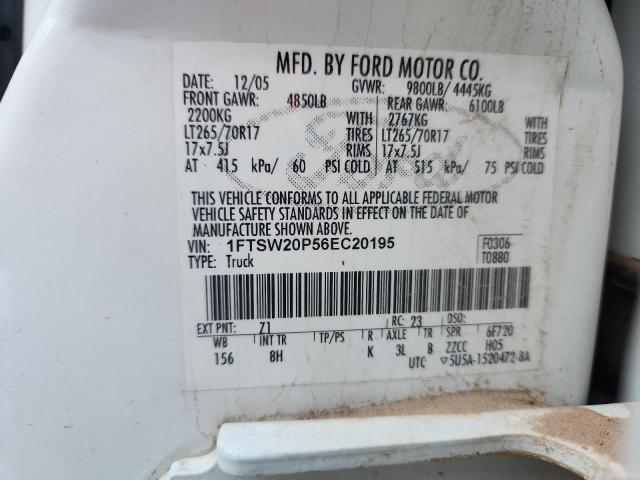 MFD. BY FORD MOTOR CO.
DATE: 12/05 GVWR: 9800LB/ 4445KG
FRONT GAWR: 4850LB REAR GAWR: 6100LB
2200KG WITH 2767KG WITH
LT265/70R17 TIRES LT265/70R17 TIRES
17x7.5J RIMS 17x7.5J RIMS
AT 415 kPa/ 60 PSI COLD AT 515 kPa/ 75 PSI COLD
THIS VEHICLE CONFORMS TO ALL APPLICABLE FEDERAL MOTOR
VEHICLE SAFETY STANDARDS IN EFFECT ON THE DATE OF
MANUFACTURE SHOWN ABOVE.
VIN: 1FTSW20P56EC20195 F0306
TYPE: Truck T0880
EXT PNT: Z1 RC: 23 DSO:
WB INT TR TP/PS R AXLE TR SPR 6F720
156 8H K 3L B ZZCC H05
UTC ▽5U5A-1520472-BA
Ford